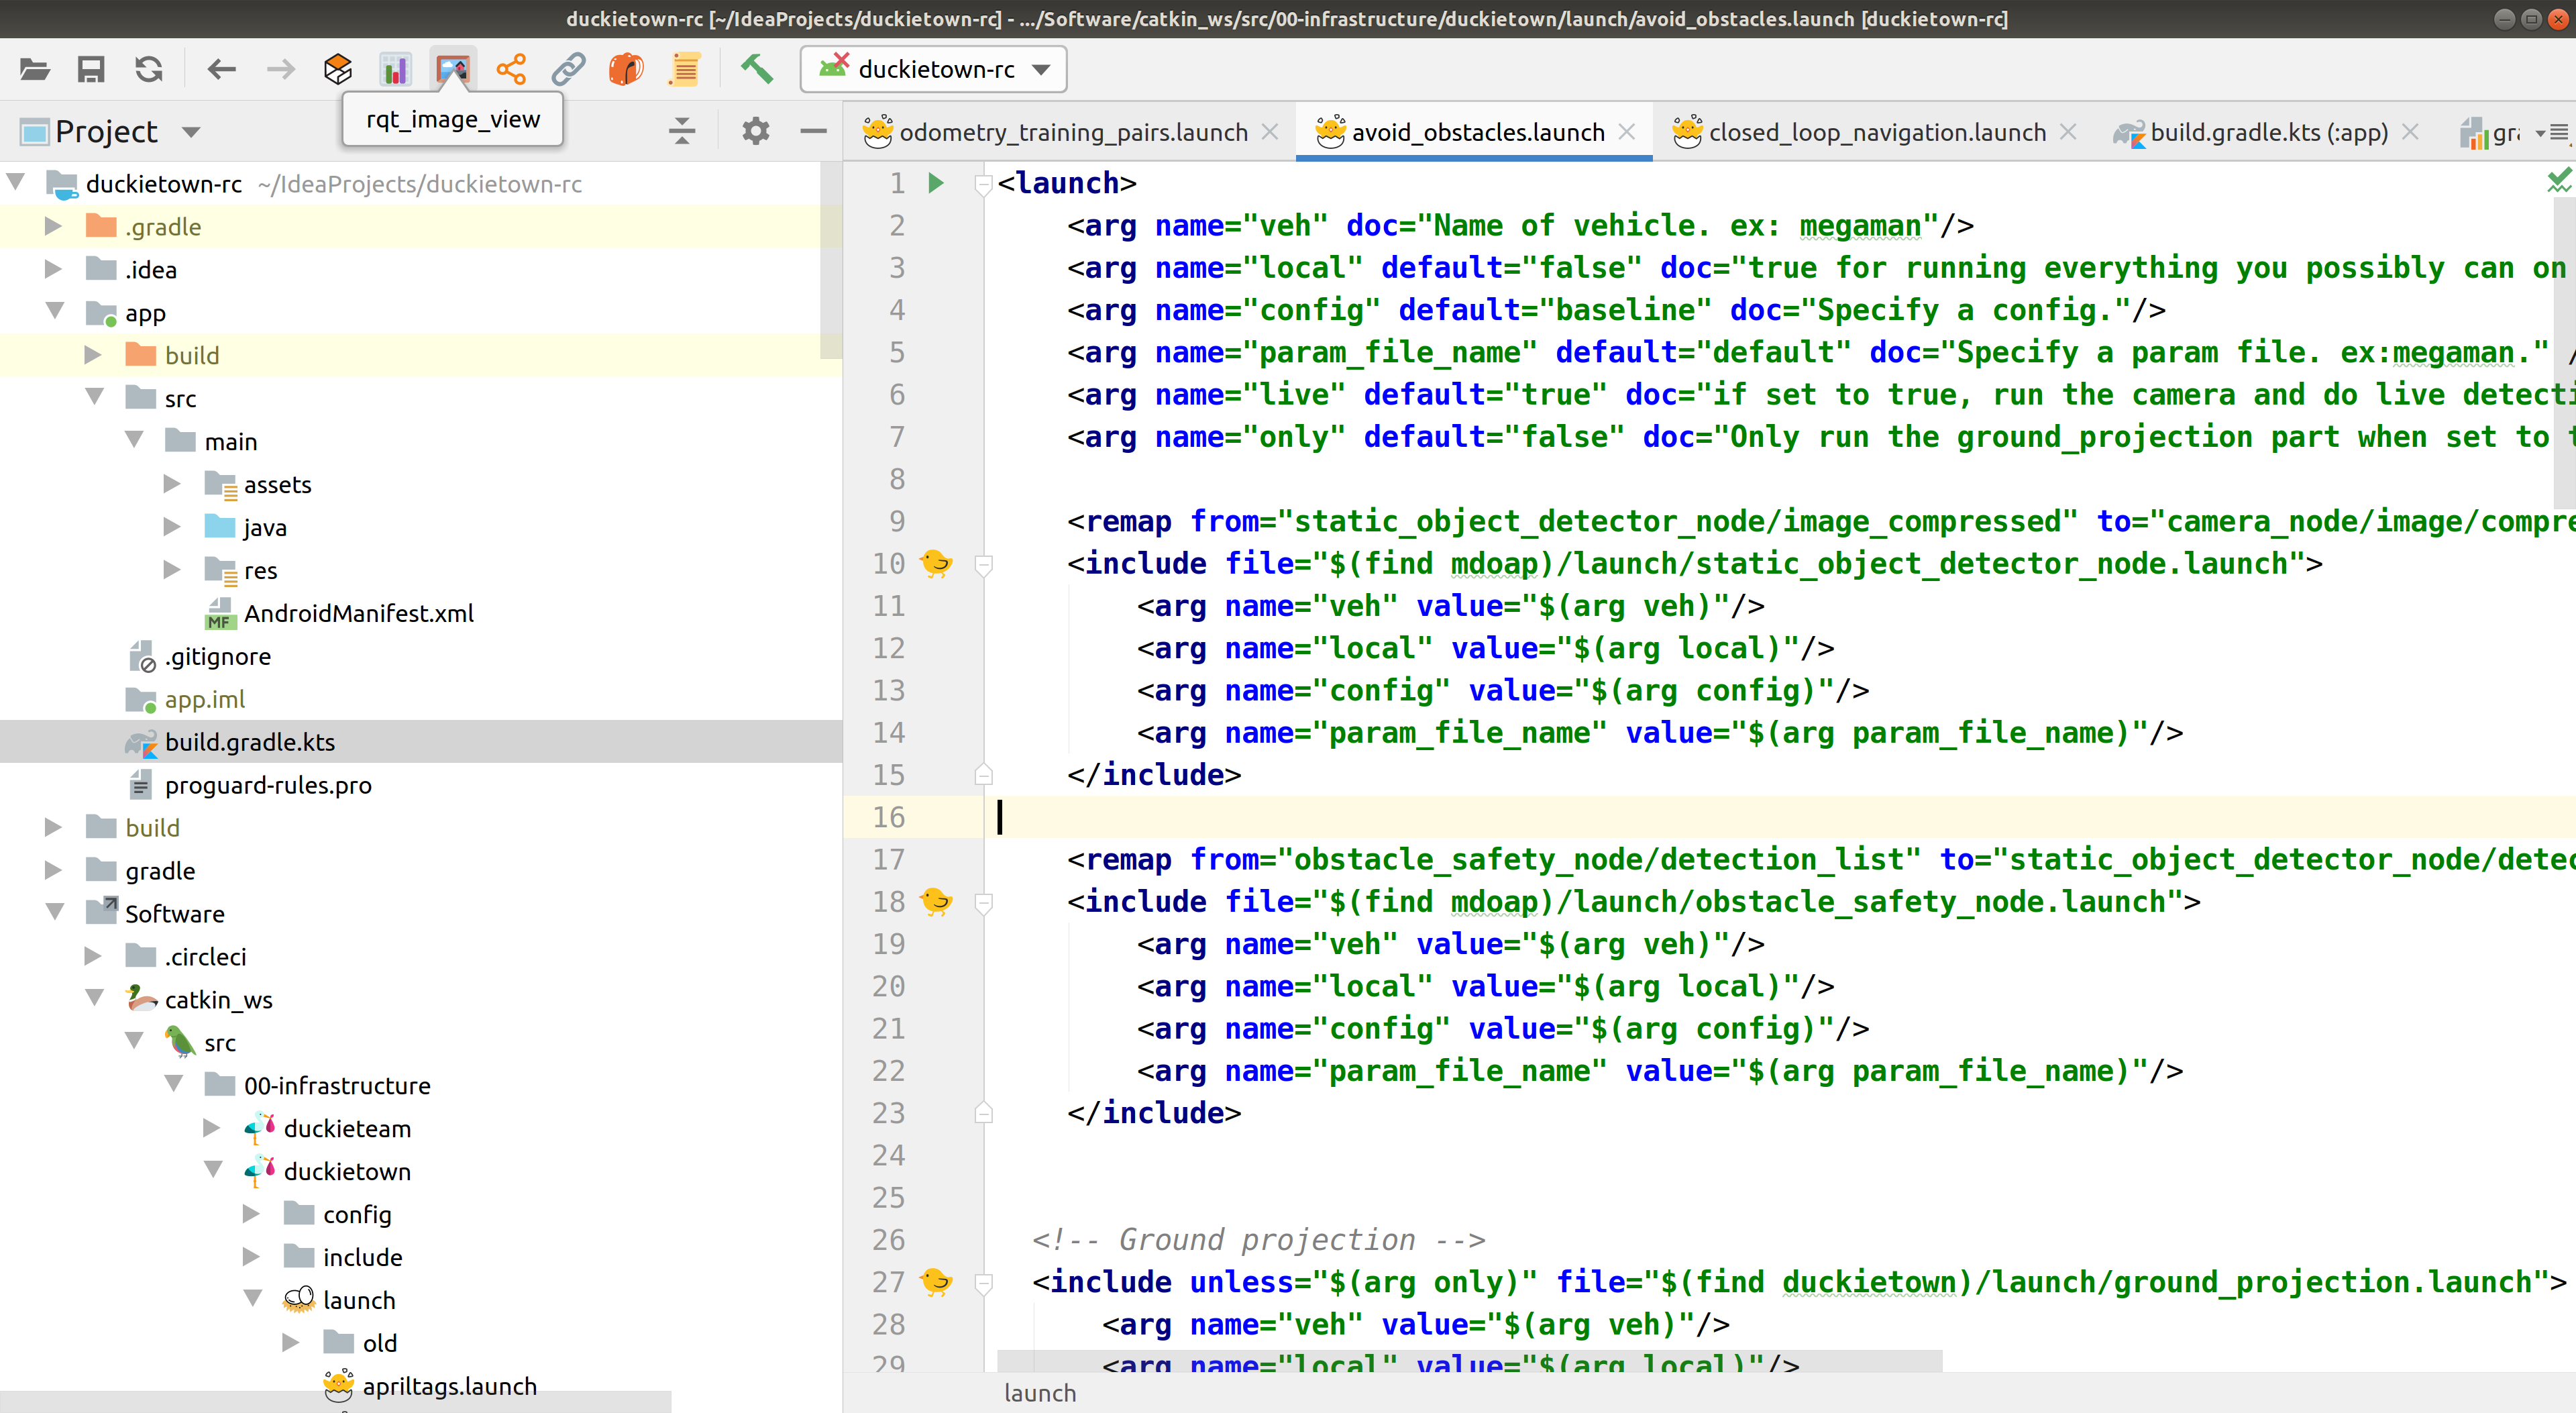 duckietown-rc [~/IdeaProjects/duckietown-rc] - .../Software/catkin_ws/src/00-infrastructure/duckietown/launch/avoid_obstacles.launch [duckietown-rc]
duckietown-rc
rqt_image_view
Project
duckietown-rc ~/IdeaProjects/duckietown-rc
.gradle
.idea
app
build
src
main
assets
java
res
MF AndroidManifest.xml
.gitignore
app.iml
build.gradle.kts
proguard-rules.pro
build
gradle
Software
.circleci
catkin_ws
src
00-infrastructure
duckieteam
duckietown
config
include
launch
old
apriltags.launch
odometry_training_pairs.launch
avoid_obstacles.launch
closed_loop_navigation.launch
build.gradle.kts (:app)
gra
1 <launch>
2 <arg name="veh" doc="Name of vehicle. ex: megaman"/>
3 <arg name="local" default="false" doc="true for running everything you possibly can on
4 <arg name="config" default="baseline" doc="Specify a config."/>
5 <arg name="param_file_name" default="default" doc="Specify a param file. ex:megaman." /
6 <arg name="live" default="true" doc="if set to true, run the camera and do live detecti
7 <arg name="only" default="false" doc="Only run the ground_projection part when set to t
8
9 <remap from="static_object_detector_node/image_compressed" to="camera_node/image/compre
10 <include file="$(find mdoap)/launch/static_object_detector_node.launch">
11 <arg name="veh" value="$(arg veh)"/>
12 <arg name="local" value="$(arg local)"/>
13 <arg name="config" value="$(arg config)"/>
14 <arg name="param_file_name" value="$(arg param_file_name)"/>
15 </include>
16
17 <remap from="obstacle_safety_node/detection_list" to="static_object_detector_node/detec
18 <include file="$(find mdoap)/launch/obstacle_safety_node.launch">
19 <arg name="veh" value="$(arg veh)"/>
20 <arg name="local" value="$(arg local)"/>
21 <arg name="config" value="$(arg config)"/>
22 <arg name="param_file_name" value="$(arg param_file_name)"/>
23 </include>
24
25
26 <!-- Ground projection -->
27 <include unless="$(arg only)" file="$(find duckietown)/launch/ground_projection.launch">
28 <arg name="veh" value="$(arg veh)"/>
29 <arg name="local" value="$(arg local)"/>
launch